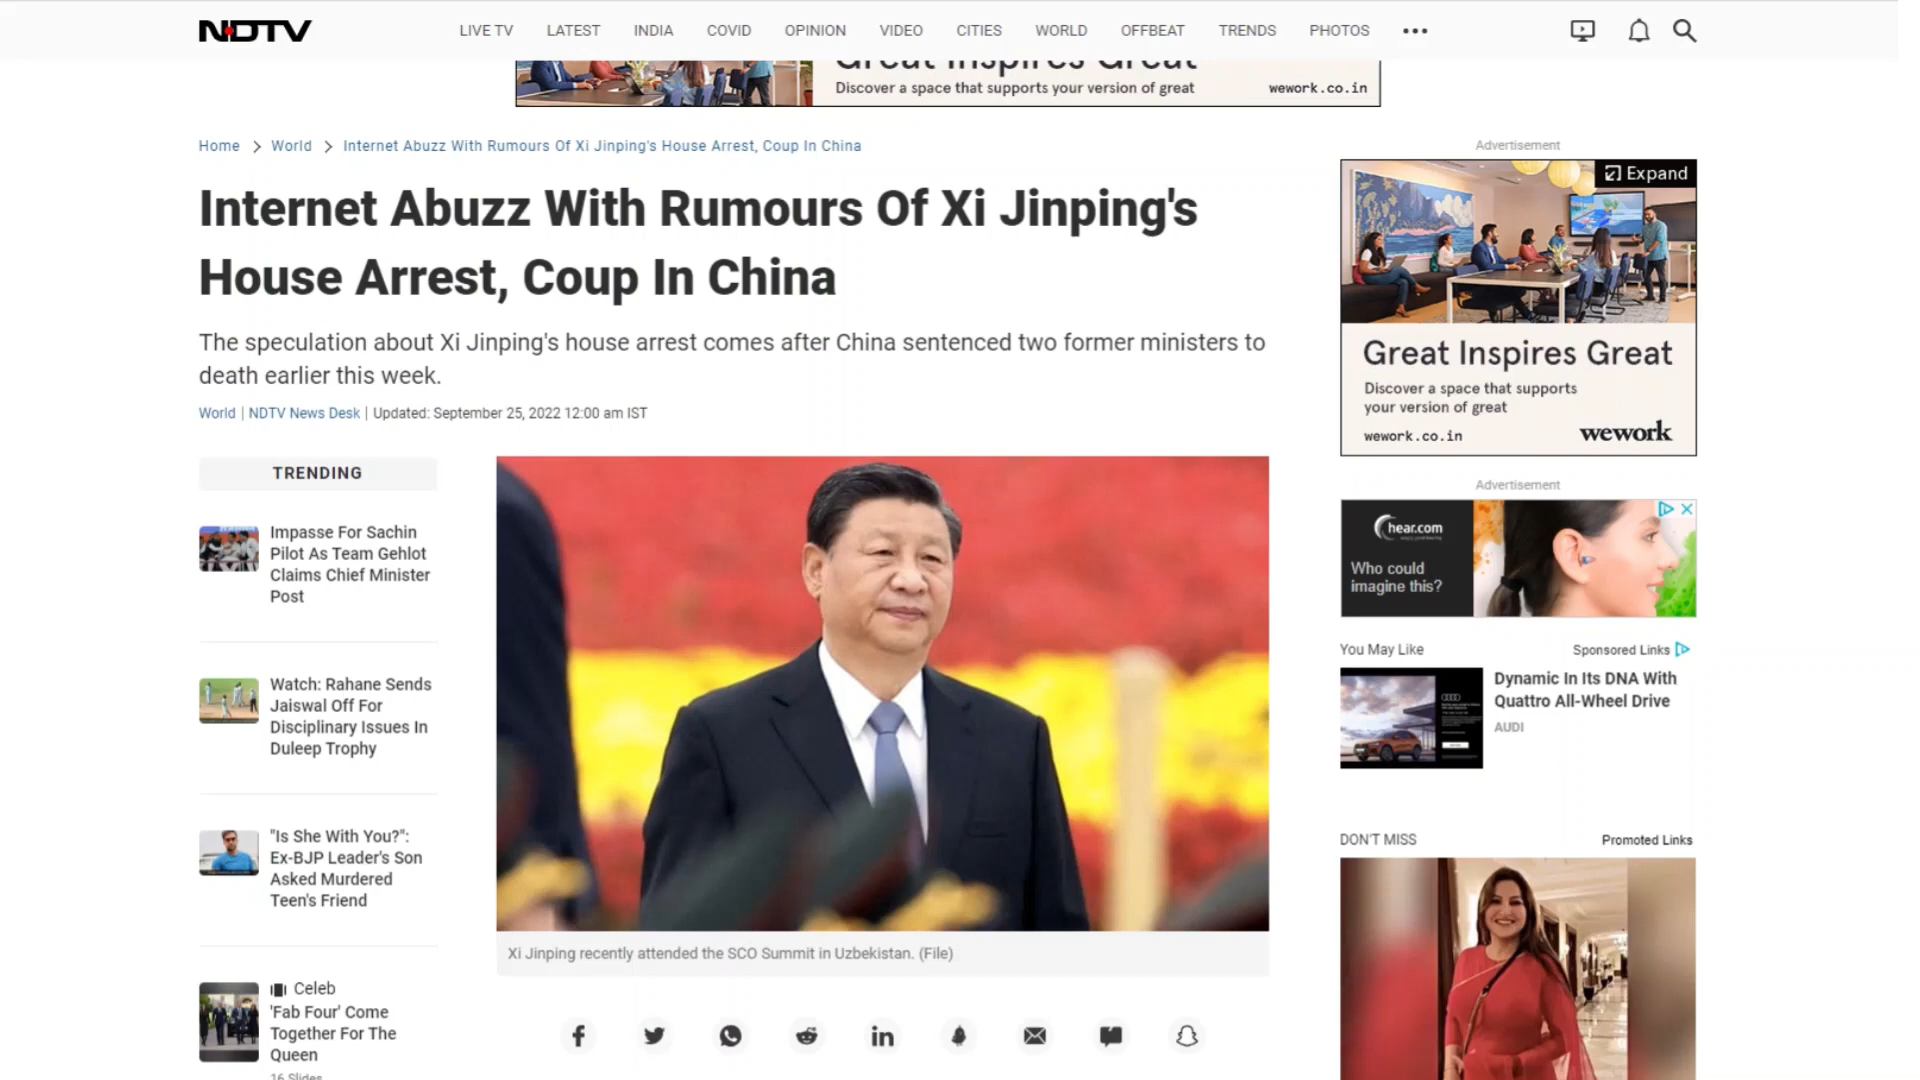 NDTV
LIVE TV LATEST INDIA COVID OPINION VIDEO CITIES WORLD OFFBEAT TRENDS PHOTOS
Great Inspires Great
Discover a space that supports your version of great
wework.co.in
Home > World > Internet Abuzz With Rumours Of Xi Jinping's House Arrest, Coup In China
Internet Abuzz With Rumours Of Xi Jinping's
House Arrest, Coup In China
The speculation about Xi Jinping's house arrest comes after China sentenced two former ministers to
death earlier this week.
World | NDTV News Desk | Updated: September 25, 2022 12:00 am IST
TRENDING
Impasse For Sachin
Pilot As Team Gehlot
Claims Chief Minister
Post
Watch: Rahane Sends
Jaiswal Off For
Disciplinary Issues In
Duleep Trophy
"Is She With You?":
Ex-BJP Leader's Son
Asked Murdered
Teen's Friend
Celeb
'Fab Four' Come
Together For The
Queen
16 Slides
Xi Jinping recently attended the SCO Summit in Uzbekistan. (File)
Advertisement
Expand
Great Inspires Great
Discover a space that supports
your version of great
wework.co.in
wework
Advertisement
hear.com
Who could
imagine this?
You May Like
Sponsored Links
Dynamic In Its DNA With
Quattro All-Wheel Drive
AUDI
DON'T MISS
Promoted Links